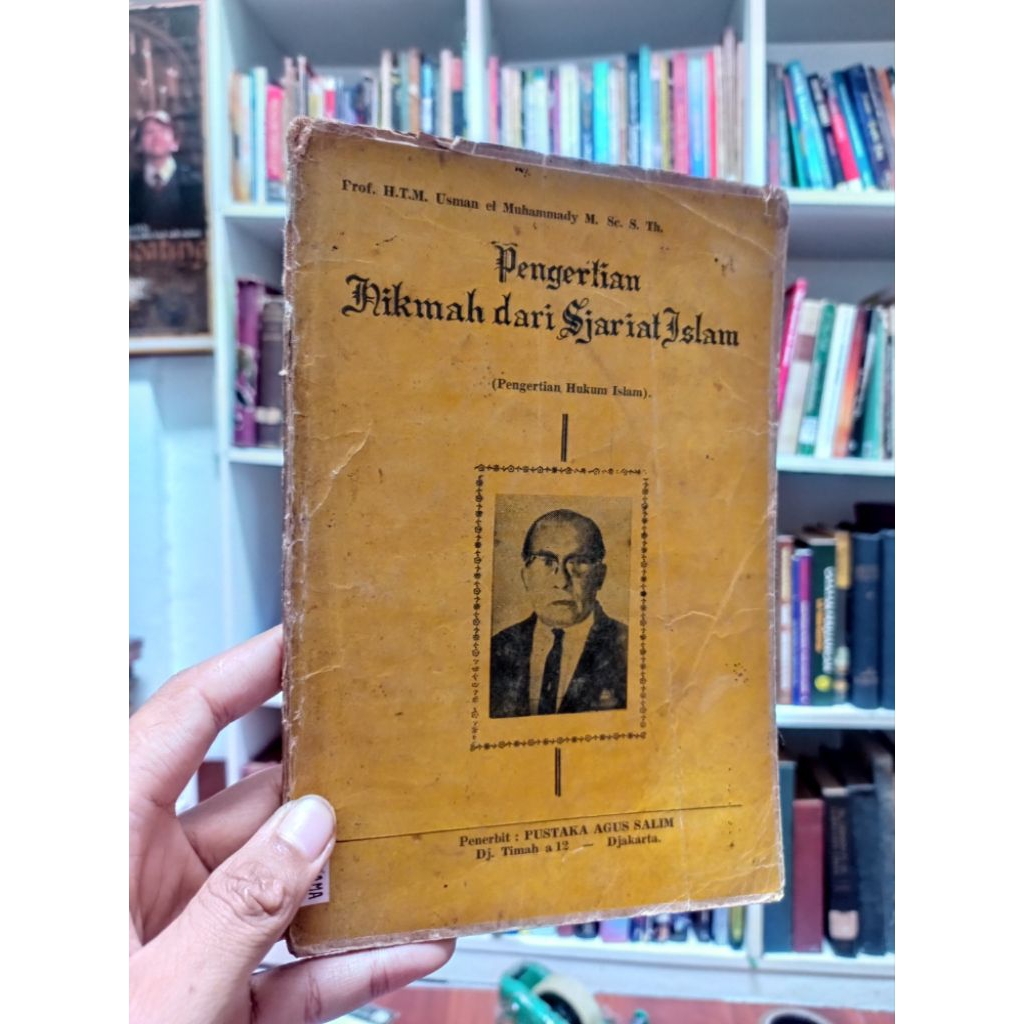 Prof. H.T.M. Usman el Muhammady M. Sc. S. Th.
Pengertian
Hikmah dari Sjariat Islam
(Pengertian Hukum Islam).
Penerbit : PUSTAKA AGUS SALIM
Dj. Timah a 12 — Djakarta.